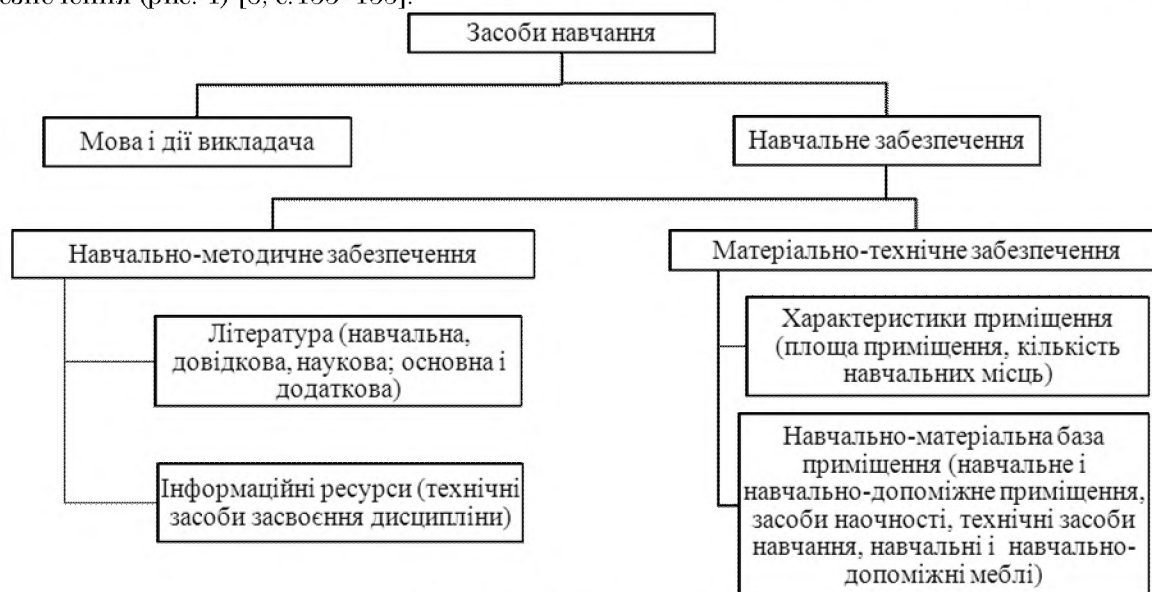 (рис. 1)
Засоби навчання
Мова і дії викладача
Навчальне забезпечення
Навчально-методичне забезпечення
Матеріально-технічне забезпечення
Література (навчальна,
довідкова, наукова; основна і
додаткова)
Характеристики приміщення
(площа приміщення, кількість
навчальних місць)
Інформаційні ресурси (технічні
засоби засвоєння дисципліни)
Навчально-матеріальна база
приміщення (навчальне і
навчально-допоміжне приміщення,
засоби наочності, технічні засоби
навчання, навчальні і навчально-
допоміжні меблі)